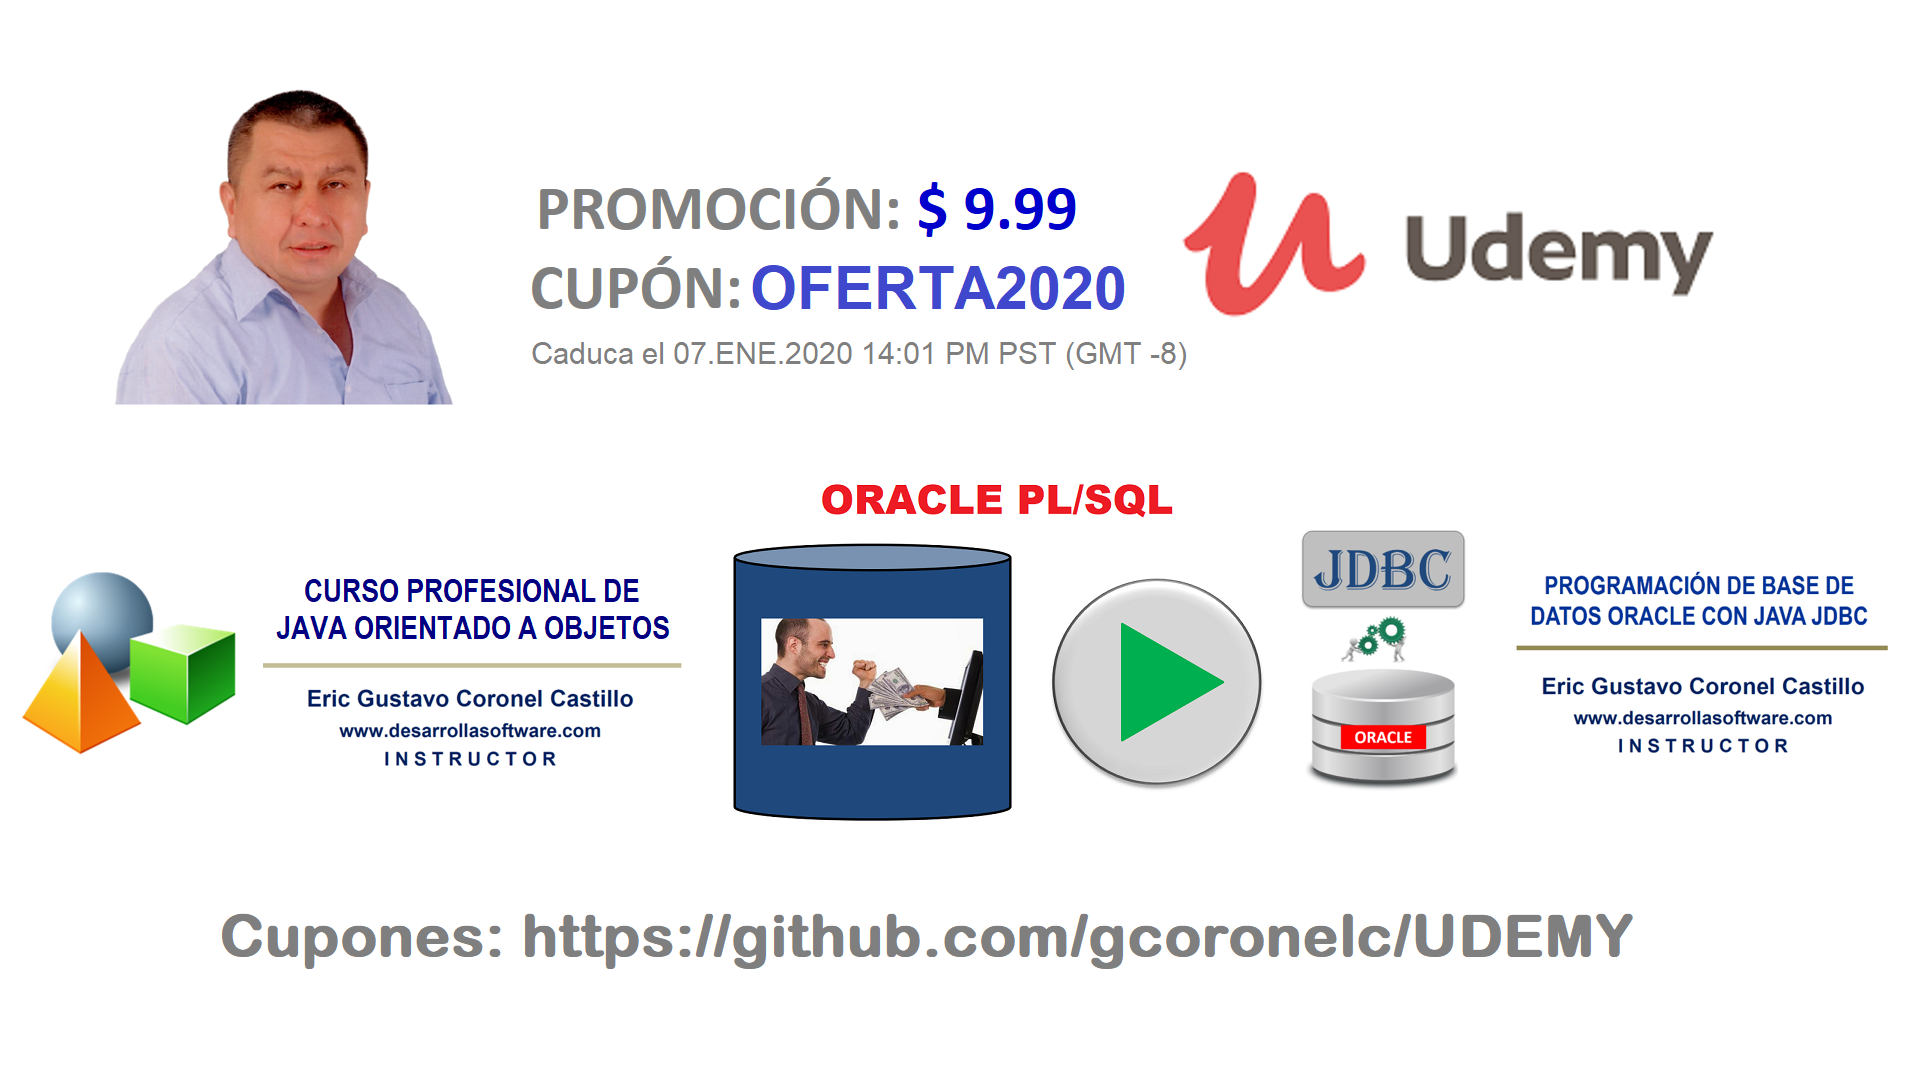 PROMOCIÓN: $ 9.99
CUPÓN: OFERTA2020
Caduca el 07.ENE.2020 14:01 PM PST (GMT -8)
Udemy
ORACLE PL/SQL
CURSO PROFESIONAL DE
JAVA ORIENTADO A OBJETOS
Eric Gustavo Coronel Castillo
www.desarrollasoftware.com
INSTRUCTOR
JDBC
ORACLE
PROGRAMACIÓN DE BASE DE
DATOS ORACLE CON JAVA JDBC
Eric Gustavo Coronel Castillo
www.desarrollasoftware.com
INSTRUCTOR
Cupones: https://github.com/gcoronelc/UDEMY